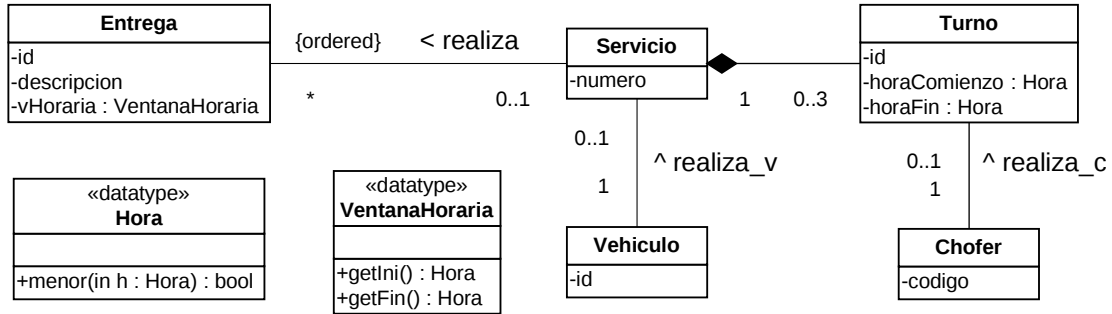 Entrega
-id
-descripcion
-vHoraria : VentanaHoraria
{ordered}
< realiza
*
0..1
Servicio
-numero
1
0..3
Turno
-id
-horaComienzo : Hora
-horaFin : Hora
0..1
^ realiza_v
1
0..1
^ realiza_c
1
«datatype»
Hora
+menor(in h : Hora) : bool
«datatype»
VentanaHoraria
+getIni() : Hora
+getFin() : Hora
Vehiculo
-id
Chofer
-codigo